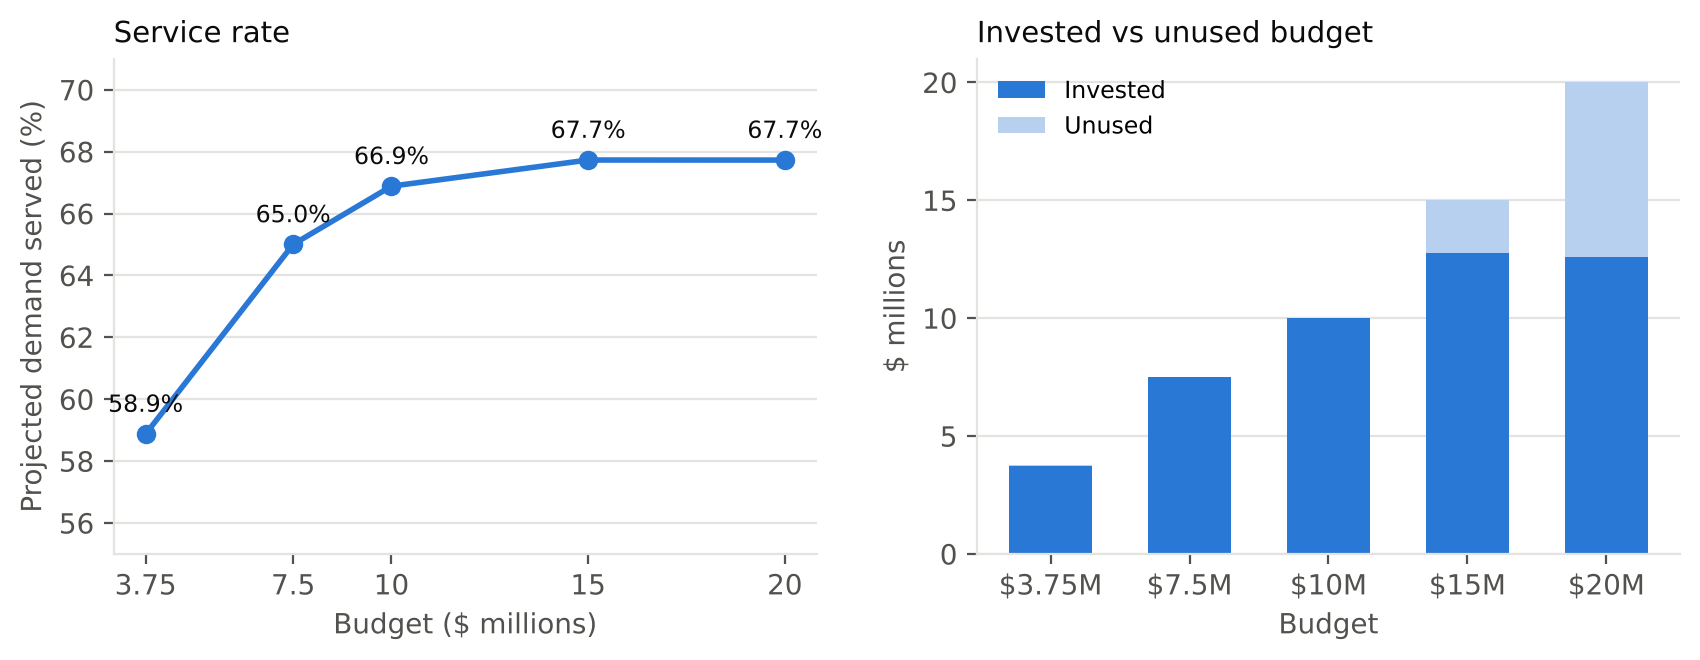 Service rate
Projected demand served (%)
70
68
66
64
62
60
58
56
58.9%
65.0%
66.9%
67.7%
67.7%
3.75
7.5
10
15
20
Budget ($ millions)
Invested vs unused budget
$ millions
20
15
10
5
0
Invested
Unused
$3.75M
$7.5M
$10M
$15M
$20M
Budget